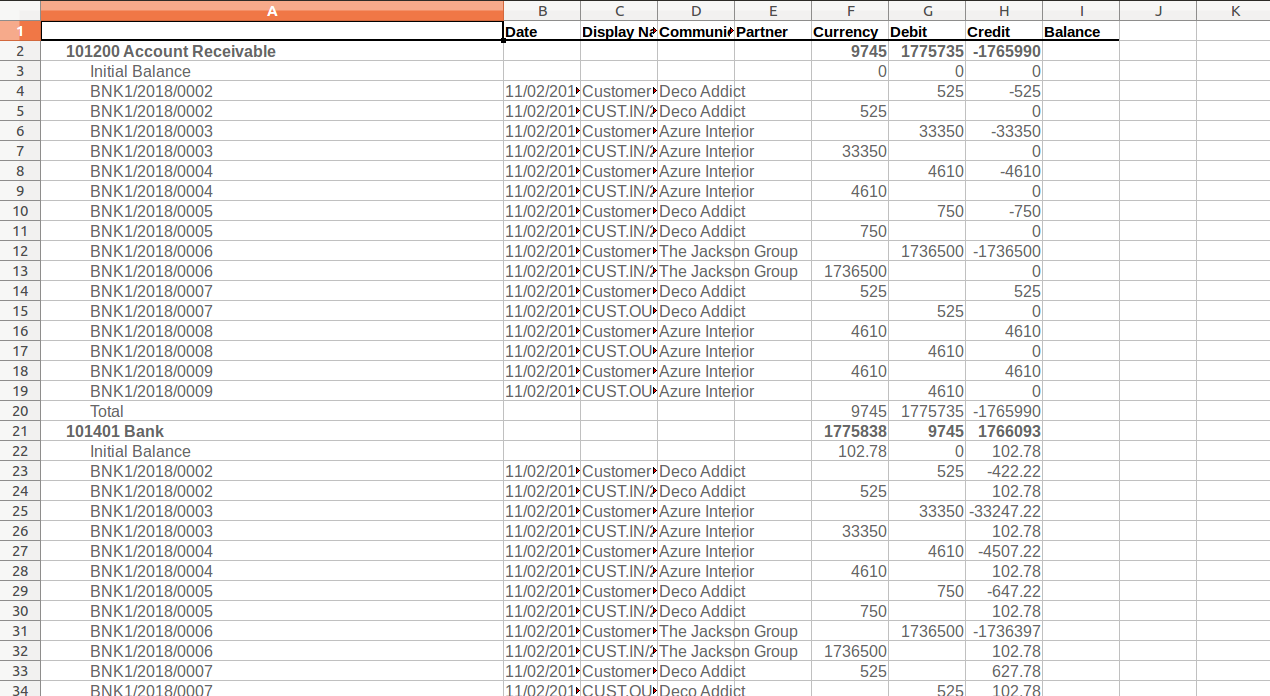 A B C D E F G H I J K
1 Date Display Na Communic Partner Currency Debit Credit Balance
2 101200 Account Receivable 9745 1775735 -1765990
3 Initial Balance 0 0 0
4 BNK1/2018/0002 11/02/201 Customer Deco Addict 525 -525
5 BNK1/2018/0002 11/02/201 CUST.IN/ Deco Addict 525 0
6 BNK1/2018/0003 11/02/201 Customer Azure Interior 33350 -33350
7 BNK1/2018/0003 11/02/201 CUST.IN/ Azure Interior 33350 0
8 BNK1/2018/0004 11/02/201 Customer Azure Interior 4610 -4610
9 BNK1/2018/0004 11/02/201 CUST.IN/ Azure Interior 4610 0
10 BNK1/2018/0005 11/02/201 Customer Deco Addict 750 -750
11 BNK1/2018/0005 11/02/201 CUST.IN/ Deco Addict 750 0
12 BNK1/2018/0006 11/02/201 Customer The Jackson Group 1736500 -1736500
13 BNK1/2018/0006 11/02/201 CUST.IN/ The Jackson Group 1736500 0
14 BNK1/2018/0007 11/02/201 Customer Deco Addict 525 525
15 BNK1/2018/0007 11/02/201 CUST.OU Deco Addict 525 0
16 BNK1/2018/0008 11/02/201 Customer Azure Interior 4610 4610
17 BNK1/2018/0008 11/02/201 CUST.OU Azure Interior 4610 0
18 BNK1/2018/0009 11/02/201 Customer Azure Interior 4610 4610
19 BNK1/2018/0009 11/02/201 CUST.OU Azure Interior 4610 0
20 Total 9745 1775735 -1765990
21 101401 Bank 1775838 9745 1766093
22 Initial Balance 102.78 0 102.78
23 BNK1/2018/0002 11/02/201 Customer Deco Addict 525 -422.22
24 BNK1/2018/0002 11/02/201 CUST.IN/ Deco Addict 525 102.78
25 BNK1/2018/0003 11/02/201 Customer Azure Interior 33350 -33247.22
26 BNK1/2018/0003 11/02/201 CUST.IN/ Azure Interior 33350 102.78
27 BNK1/2018/0004 11/02/201 Customer Azure Interior 4610 -4507.22
28 BNK1/2018/0004 11/02/201 CUST.IN/ Azure Interior 4610 102.78
29 BNK1/2018/0005 11/02/201 Customer Deco Addict 750 -647.22
30 BNK1/2018/0005 11/02/201 CUST.IN/ Deco Addict 750 102.78
31 BNK1/2018/0006 11/02/201 Customer The Jackson Group 1736500 -1736397
32 BNK1/2018/0006 11/02/201 CUST.IN/ The Jackson Group 1736500 102.78
33 BNK1/2018/0007 11/02/201 Customer Deco Addict 525 627.78
34 BNK1/2018/0007 11/02/201 CUST.OU Deco Addict 525 102.78